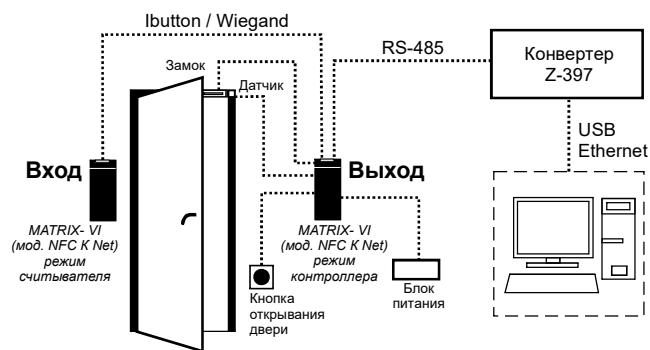 Ibutton / Wiegand
RS-485
Конвертер
Z-397
Замок
Датчик
USB
Ethernet
Вход
Выход
MATRIX- VI
(мод. NFC К Net)
режим
считывателя
MATRIX- VI
(мод. NFC К Net)
режим
контроллера
Кнопка
открывания
двери
Блок
питания